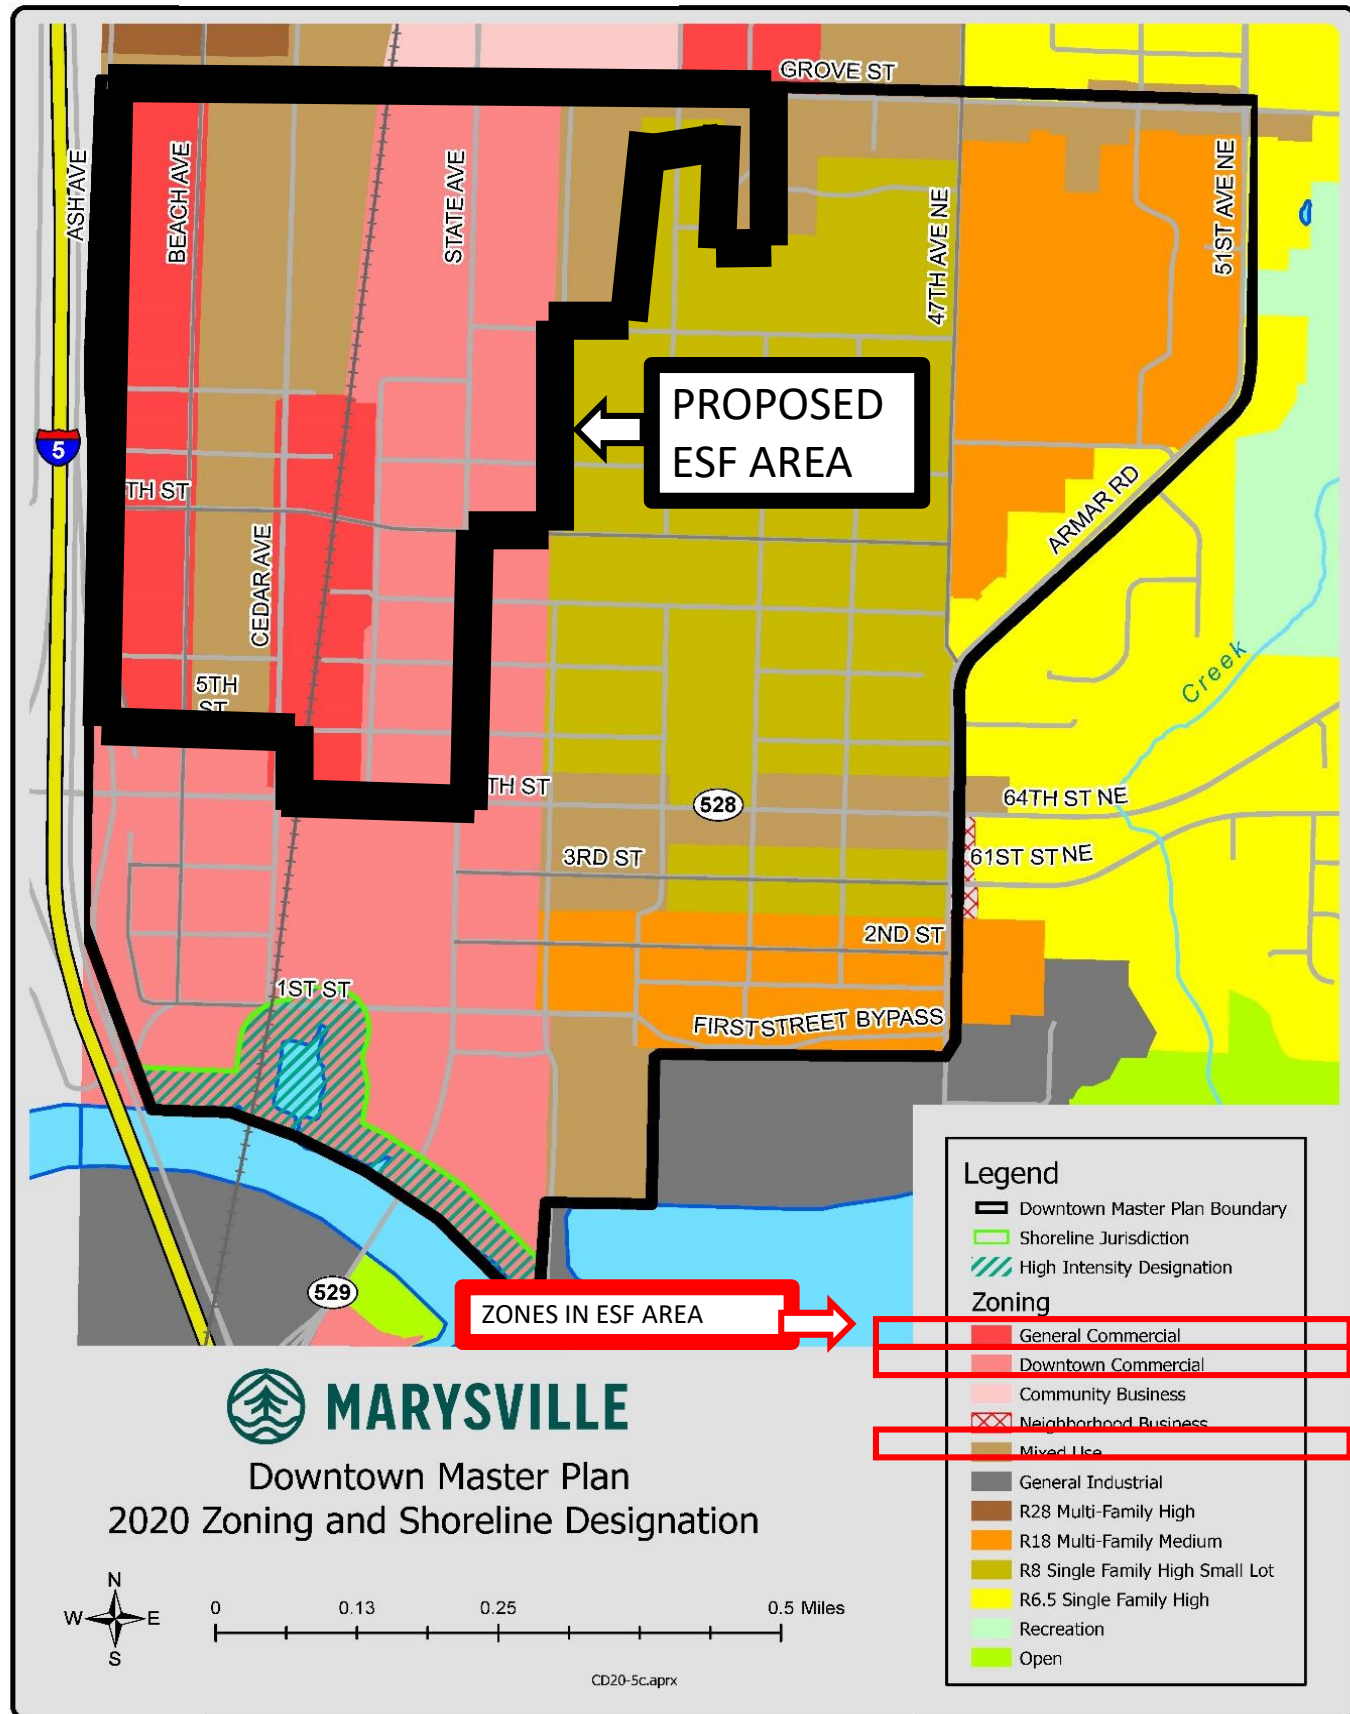 GROVE ST
ASH AVE
BEACH AVE
STATE AVE
47TH AVE NE
51ST AVE NE
PROPOSED
ESF AREA
5
TH ST
ARMAR RD
CEDAR AVE
Creek
5TH
ST
TH ST
528
64TH ST NE
3RD ST
61ST ST NE
2ND ST
1ST ST
FIRST STREET BYPASS
529
ZONES IN ESF AREA
Legend
Downtown Master Plan Boundary
Shoreline Jurisdiction
High Intensity Designation
Zoning
General Commercial
Downtown Commercial
Community Business
Neighborhood Business
Mixed Use
General Industrial
R28 Multi-Family High
R18 Multi-Family Medium
R8 Single Family High Small Lot
R6.5 Single Family High
Recreation
Open
MARYSVILLE
Downtown Master Plan
2020 Zoning and Shoreline Designation
N
W E
S
0 0.13 0.25 0.5 Miles
CD20-5c.aprx